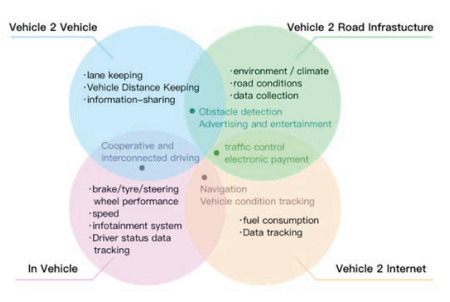 Vehicle 2 Vehicle
Vehicle 2 Road Infrastucture
·lane keeping
·Vehicle Distance Keeping
·information-sharing
·environment / climate
·road conditions
·data collection
Obstacle detection
Advertising and entertainment
Cooperative and
interconnected driving
traffic control
electronic payment
·brake/tyre/steering
wheel performance
·speed
·infotainment system
·Driver status data
tracking
Navigation
Vehicle condition tracking
·fuel consumption
·Data tracking
In Vehicle
Vehicle 2 Internet